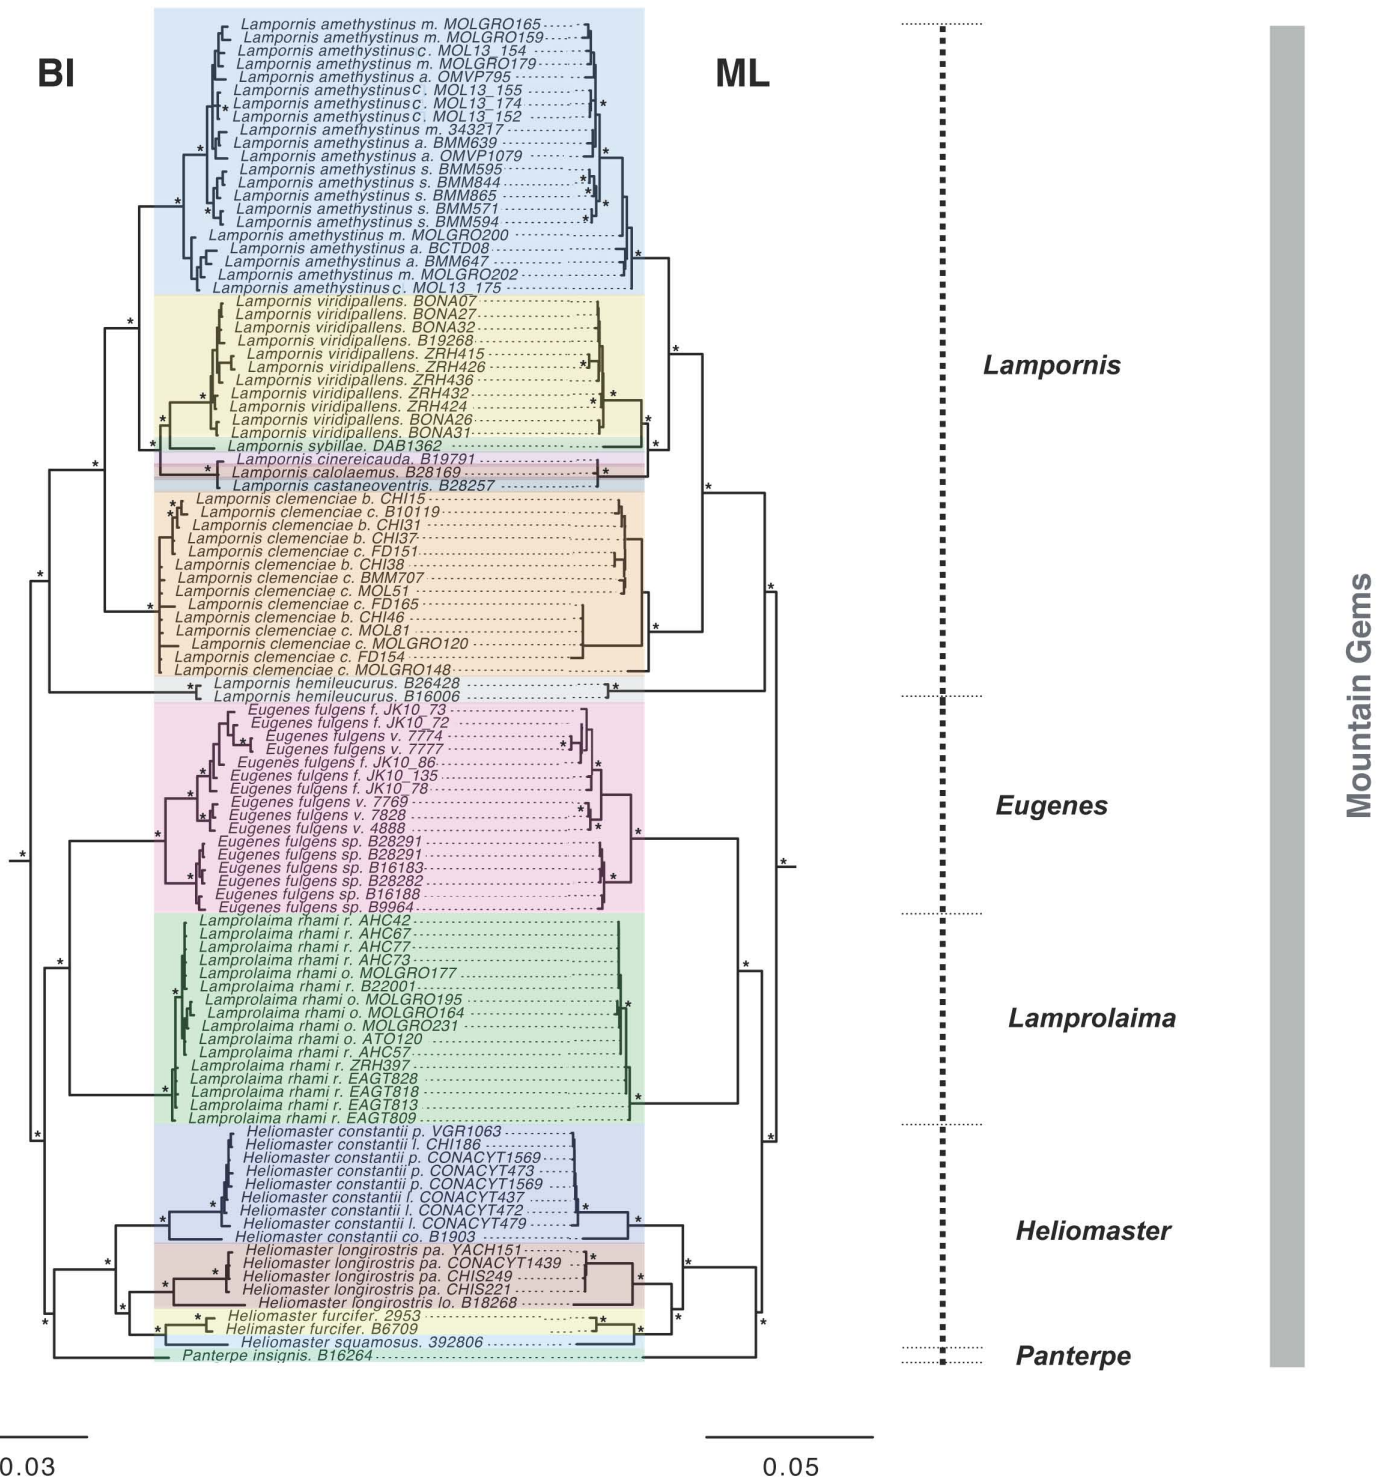 BI
ML
Lampornis amethystinus m. MOLGRO165
Lampornis amethystinus m. MOLGRO159
Lampornis amethystinus c. MOL13_154
Lampornis amethystinus m. MOLGRO179
Lampornis amethystinus a. OMVP795
Lampornis amethystinus c. MOL13_155
Lampornis amethystinus c. MOL13_174
Lampornis amethystinus c. MOL13_152
Lampornis amethystinus m. 343217
Lampornis amethystinus a. BMM639
Lampornis amethystinus a. OMVP1079
Lampornis amethystinus s. BMM595
Lampornis amethystinus s. BMM844
Lampornis amethystinus s. BMM865
Lampornis amethystinus s. BMM571
Lampornis amethystinus s. BMM594
Lampornis amethystinus m. MOLGRO200
Lampornis amethystinus a. BCTD08
Lampornis amethystinus a. BMM647
Lampornis amethystinus m. MOLGRO202
Lampornis amethystinus c. MOL13_175
Lampornis viridipallens. BONA07
Lampornis viridipallens. BONA27
Lampornis viridipallens. BONA32
Lampornis viridipallens. B19268
Lampornis viridipallens. ZRH415
Lampornis viridipallens. ZRH426
Lampornis viridipallens. ZRH436
Lampornis viridipallens. ZRH432
Lampornis viridipallens. ZRH424
Lampornis viridipallens. BONA26
Lampornis viridipallens. BONA31
Lampornis sybillae. DAB1362
Lampornis cinereicauda. B19791
Lampornis calolaemus. B28169
Lampornis castaneoventris. B28257
Lampornis clemenciae b. CHI15
Lampornis clemenciae c. B10119
Lampornis clemenciae b. CHI31
Lampornis clemenciae b. CHI37
Lampornis clemenciae c. FD151
Lampornis clemenciae b. CHI38
Lampornis clemenciae c. BMM707
Lampornis clemenciae c. MOL51
Lampornis clemenciae c. FD165
Lampornis clemenciae b. CHI46
Lampornis clemenciae c. MOL81
Lampornis clemenciae c. MOLGRO120
Lampornis clemenciae c. FD154
Lampornis clemenciae c. MOLGRO148
Lampornis hemileucurus. B26428
Lampornis hemileucurus. B16006
Eugenes fulgens f. JK10_73
Eugenes fulgens f. JK10_72
Eugenes fulgens v. 7774
Eugenes fulgens v. 7777
Eugenes fulgens f. JK10_86
Eugenes fulgens f. JK10_135
Eugenes fulgens f. JK10_78
Eugenes fulgens v. 7769
Eugenes fulgens v. 7828
Eugenes fulgens v. 4888
Eugenes fulgens sp. B28291
Eugenes fulgens sp. B28291
Eugenes fulgens sp. B16183
Eugenes fulgens sp. B28282
Eugenes fulgens sp. B16188
Eugenes fulgens sp. B9964
Lamprolaima rhami r. AHC42
Lamprolaima rhami r. AHC67
Lamprolaima rhami r. AHC77
Lamprolaima rhami r. AHC73
Lamprolaima rhami o. MOLGRO177
Lamprolaima rhami r. B22001
Lamprolaima rhami o. MOLGRO195
Lamprolaima rhami o. MOLGRO164
Lamprolaima rhami o. MOLGRO231
Lamprolaima rhami o. ATO120
Lamprolaima rhami r. AHC57
Lamprolaima rhami r. ZRH397
Lamprolaima rhami r. EAGT828
Lamprolaima rhami r. EAGT818
Lamprolaima rhami r. EAGT813
Lamprolaima rhami r. EAGT809
Heliomaster constantii p. VGR1063
Heliomaster constantii l. CHI186
Heliomaster constantii p. CONACYT1569
Heliomaster constantii p. CONACYT473
Heliomaster constantii p. CONACYT1569
Heliomaster constantii l. CONACYT437
Heliomaster constantii l. CONACYT472
Heliomaster constantii l. CONACYT479
Heliomaster constantii co. B1903
Heliomaster longirostris pa. YACH151
Heliomaster longirostris pa. CONACYT1439
Heliomaster longirostris pa. CHIS249
Heliomaster longirostris pa. CHIS221
Heliomaster longirostris lo. B18268
Heliomaster furcifer. 2953
Helimaster furcifer. B6709
Heliomaster squamosus. 392806
Panterpe insignis. B16264
Lampornis
Eugenes
Lamprolaima
Heliomaster
Panterpe
Mountain Gems
0.03
0.05